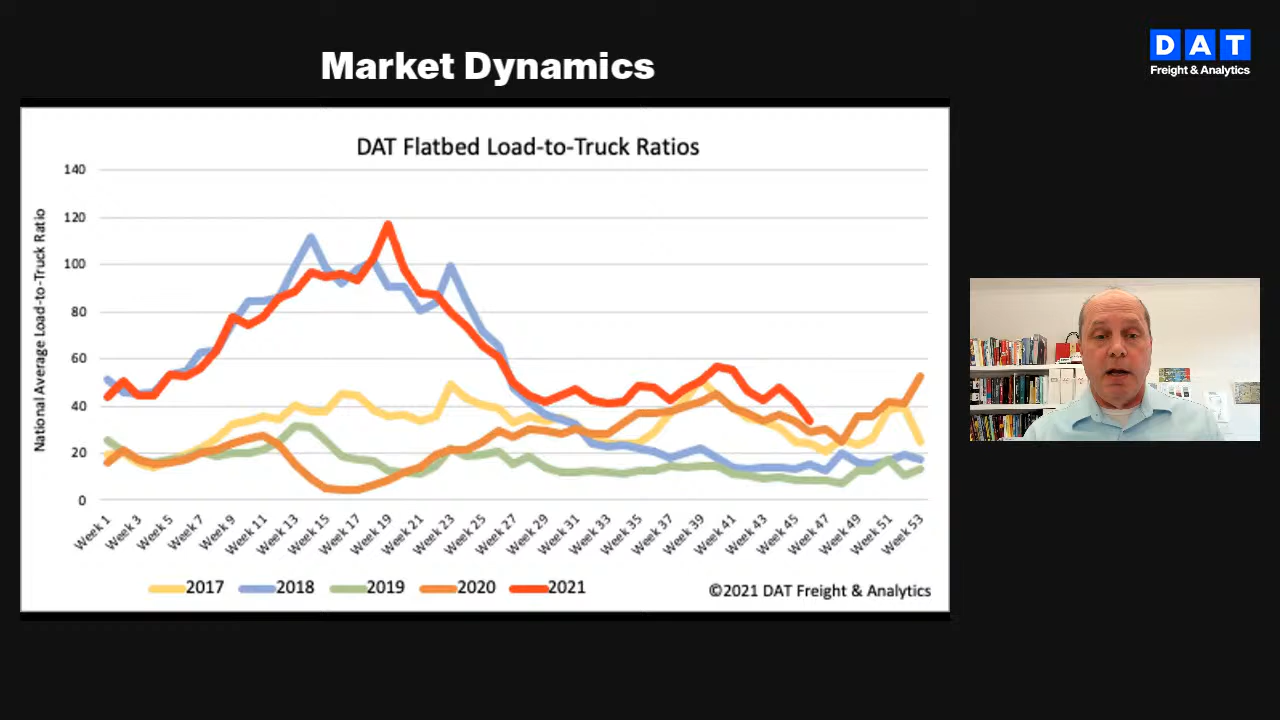 Market Dynamics
DAT
Freight & Analytics
DAT Flatbed Load-to-Truck Ratios
National Average Load-to-Truck Ratio
140
120
100
80
60
40
20
0
Week 1
Week 3
Week 5
Week 7
Week 9
Week 11
Week 13
Week 15
Week 17
Week 19
Week 21
Week 23
Week 25
Week 27
Week 29
Week 31
Week 33
Week 35
Week 37
Week 39
Week 41
Week 43
Week 45
Week 47
Week 49
Week 51
Week 53
2017 2018 2019 2020 2021
©2021 DAT Freight & Analytics